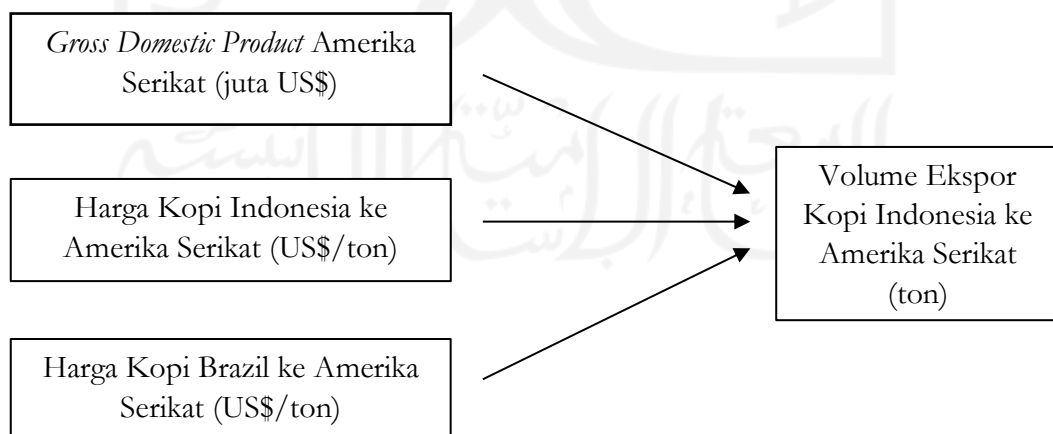 Gross Domestic Product Amerika
Serikat (juta US$)
Harga Kopi Indonesia ke
Amerika Serikat (US$/ton)
Harga Kopi Brazil ke Amerika
Serikat (US$/ton)
Volume Ekspor
Kopi Indonesia ke
Amerika Serikat
(ton)